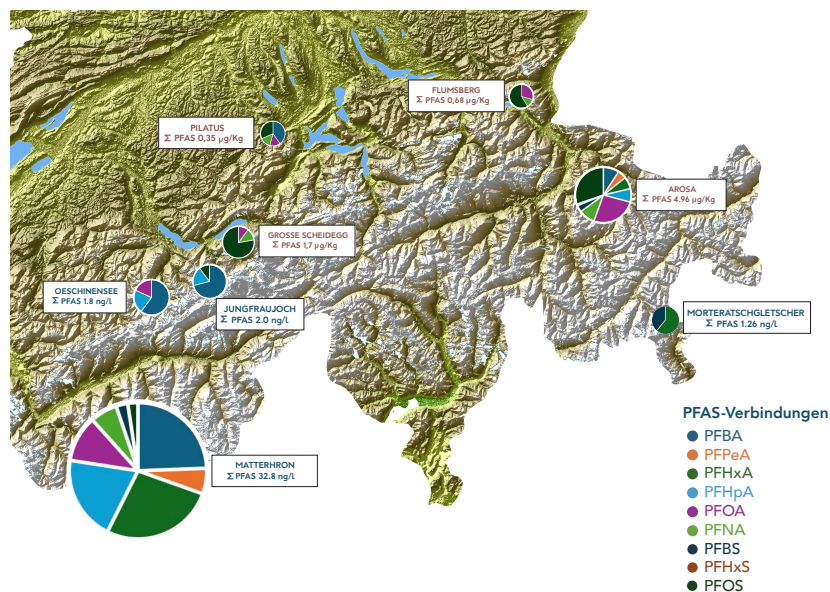 FLUMSBERG
Σ PFAS 0,68 µg/Kg
PILATUS
Σ PFAS 0,35 µg/Kg
AROSA
Σ PFAS 4.96 µg/Kg
GROSSE SCHEIDEGG
Σ PFAS 1,7 µg/Kg
OESCHINENSEE
Σ PFAS 1.8 ng/l
JUNGFRAUJOCH
Σ PFAS 2.0 ng/l
MORTERATSCHGLETSCHER
Σ PFAS 1.26 ng/l
MATTERHRON
Σ PFAS 32.8 ng/l
PFAS-Verbindungen
PFBA
PFPeA
PFHxA
PFHpA
PFOA
PFNA
PFBS
PFHxS
PFOS